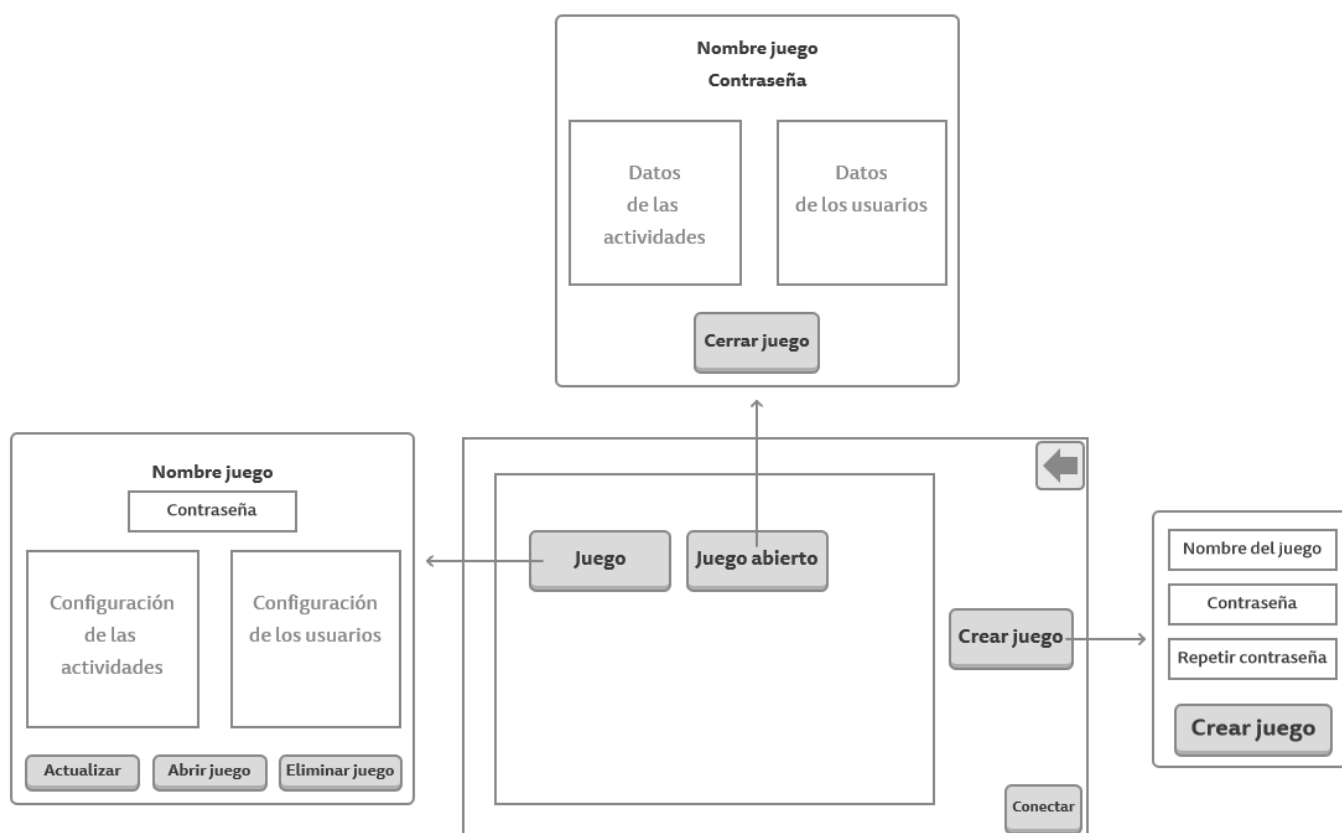 Nombre juego
Contraseña
Datos
de las
actividades
Datos
de los usuarios
Cerrar juego
Nombre juego
Contraseña
Configuración
de las
actividades
Configuración
de los usuarios
Actualizar
Abrir juego
Eliminar juego
Juego
Juego abierto
Crear juego
Conectar
Nombre del juego
Contraseña
Repetir contraseña
Crear juego